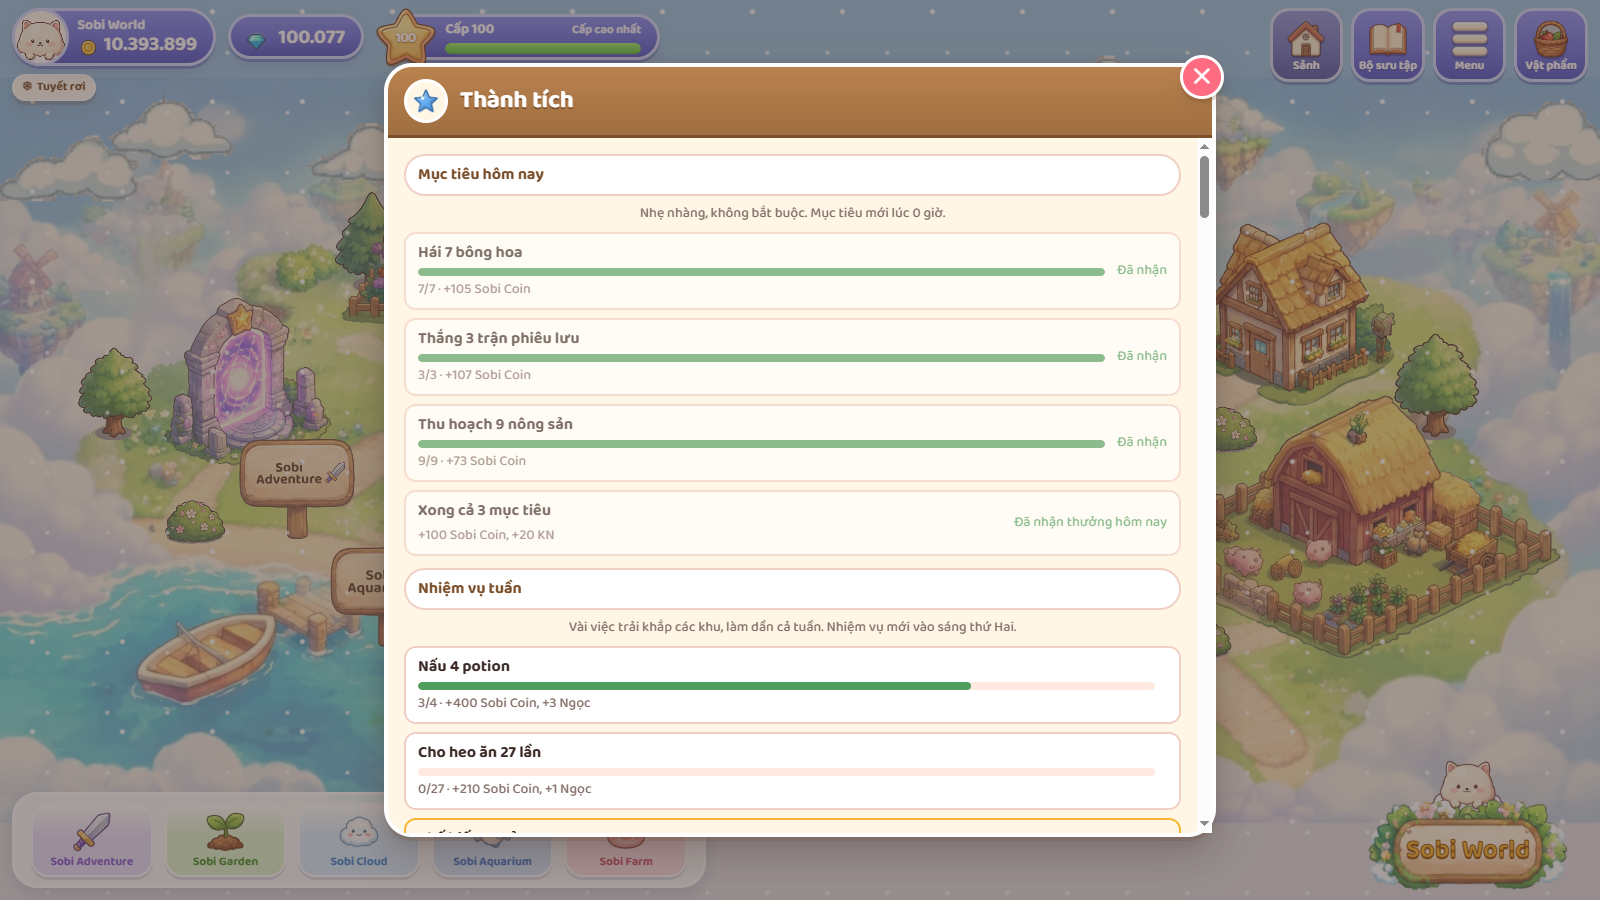 Sobi World
10.393.899
100.077
100
Cấp 100
Cấp cao nhất
Sảnh
Bộ sưu tập
Menu
Vật phẩm
Tuyết rơi
Thành tích
Mục tiêu hôm nay
Nhẹ nhàng, không bắt buộc. Mục tiêu mới lúc 0 giờ.
Hái 7 bông hoa
Đã nhận
7/7 · +105 Sobi Coin
Thắng 3 trận phiêu lưu
Đã nhận
3/3 · +107 Sobi Coin
Thu hoạch 9 nông sản
Đã nhận
9/9 · +73 Sobi Coin
Xong cả 3 mục tiêu
Đã nhận thưởng hôm nay
+100 Sobi Coin, +20 KN
Nhiệm vụ tuần
Vài việc trải khắp các khu, làm dần cả tuần. Nhiệm vụ mới vào sáng thứ Hai.
Nấu 4 potion
3/4 · +400 Sobi Coin, +3 Ngọc
Cho heo ăn 27 lần
0/27 · +210 Sobi Coin, +1 Ngọc
Sobi
Adventure
Sobi Adventure
Sobi Garden
Sobi Cloud
Sobi Aquarium
Sobi Farm
Sobi World